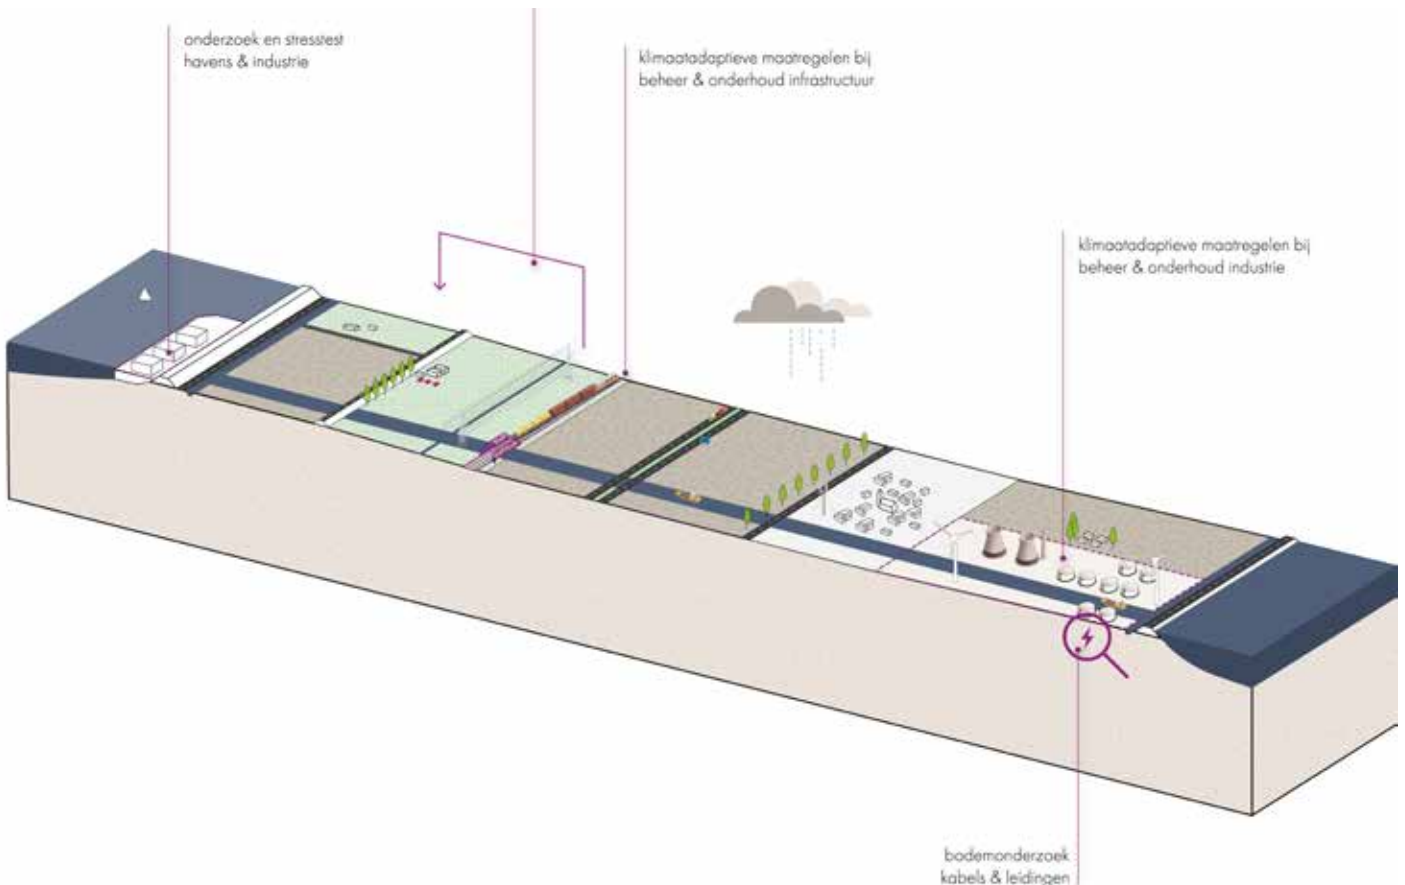 onderzoek en stresstest
havens & industrie
klimaatadaptieve maatregelen bij
beheer & onderhoud infrastructuur
klimaatadaptieve maatregelen bij
beheer & onderhoud industrie
bodemonderzoek
kabels & leidingen